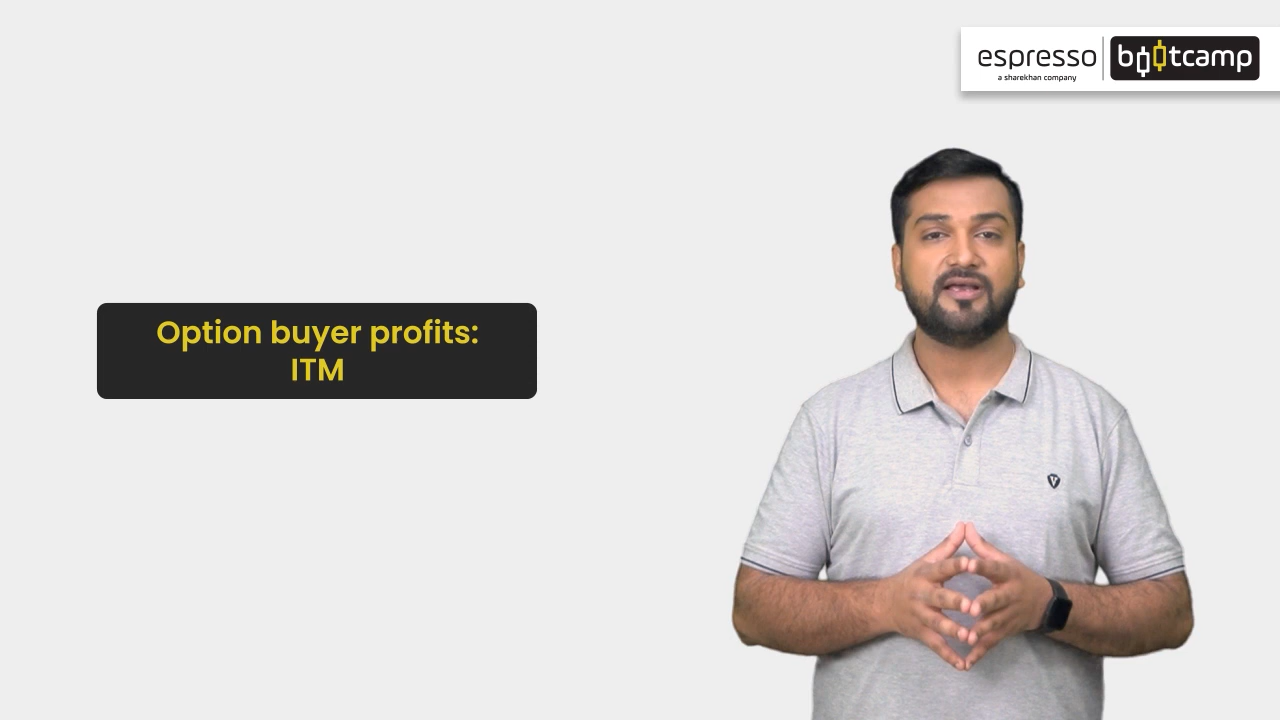 espresso
a sharekhan company
bootcamp
Option buyer profits:
ITM